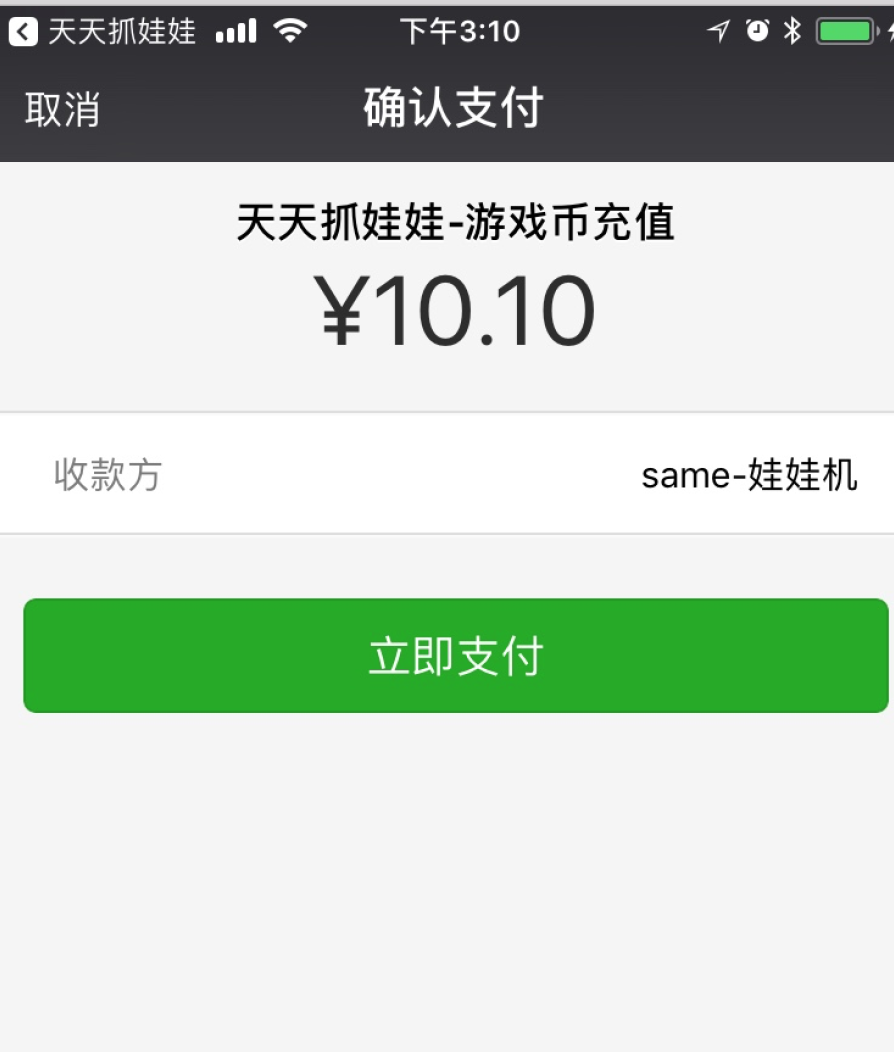 天天抓娃娃 下午3:10
取消 确认支付
天天抓娃娃-游戏币充值
¥10.10
收款方 same-娃娃机
立即支付